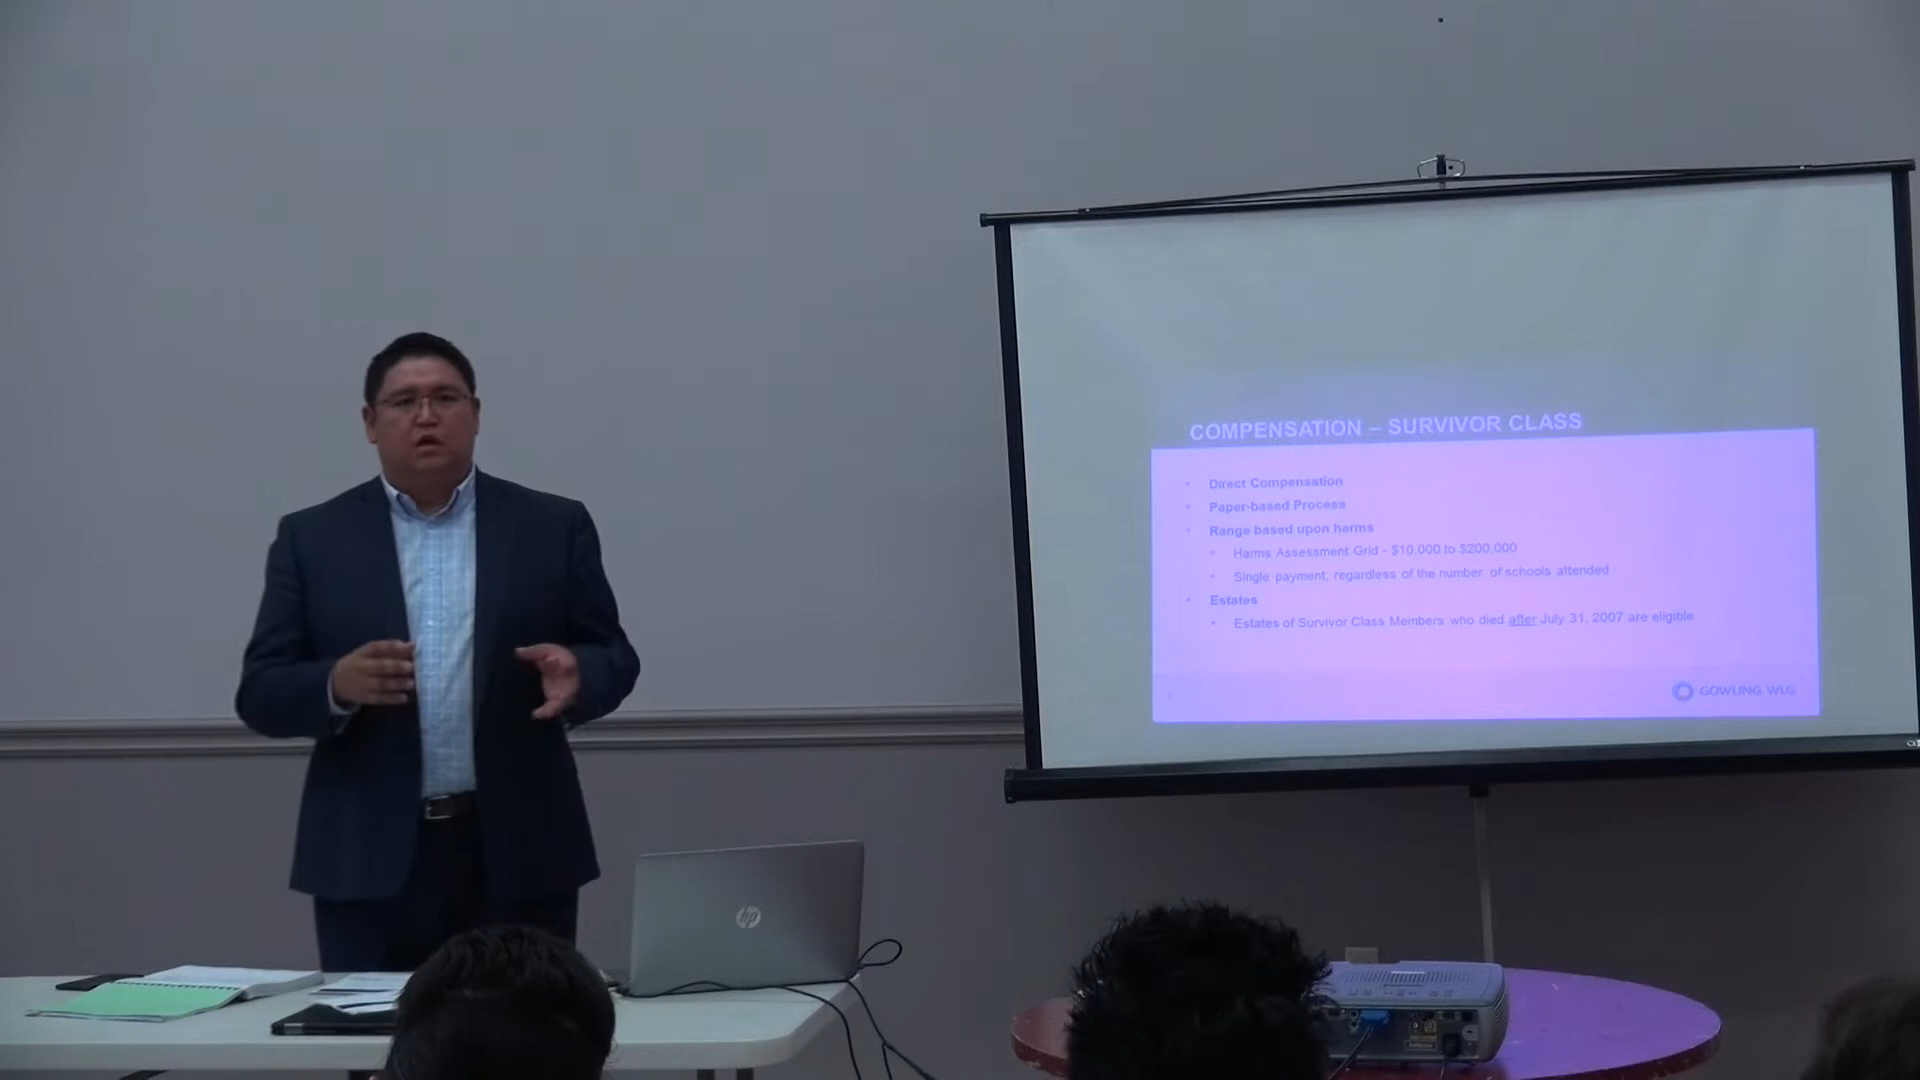 COMPENSATION – SURVIVOR CLASS
Direct Compensation
Paper-based Process
Range based upon harms
Harms Assessment Grid - $10,000 to $200,000
Single payment, regardless of the number of schools attended
Estates
Estates of Survivor Class Members who died after July 31, 2007 are eligible
GOWLING WLG
hp